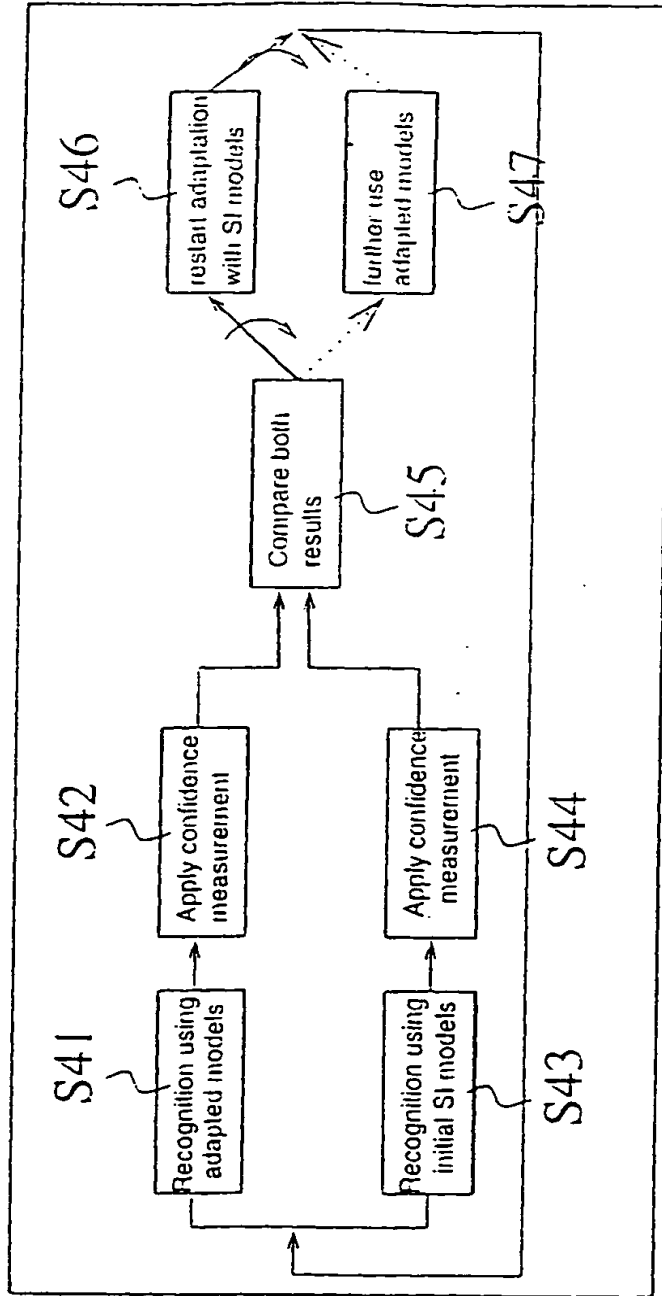 S41
Recognition using
adapted models
S42
Apply confidence
measurement
S43
Recognition using
initial SI models
S44
Apply confidence
measurement
Compare both
results
S45
S46
restart adaptation
with SI models
further use
adapted models
S47